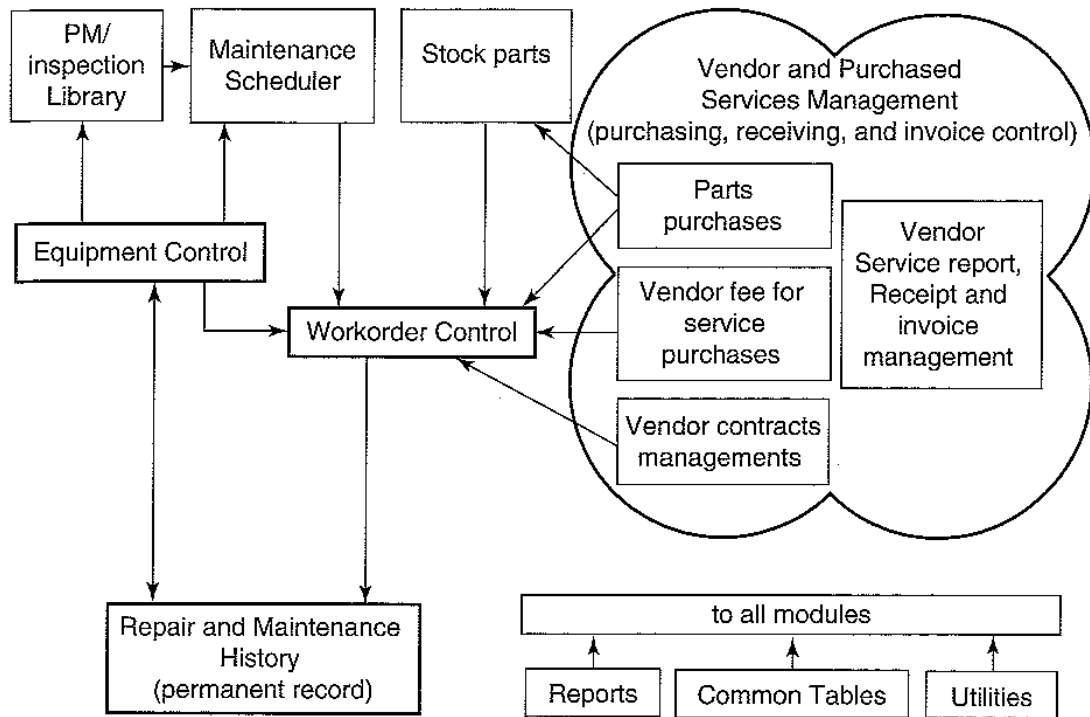 PM/
inspection
Library
Maintenance
Scheduler
Stock parts
Vendor and Purchased
Services Management
(purchasing, receiving, and invoice control)
Parts
purchases
Vendor
Service report,
Receipt and
invoice
management
Equipment Control
Vendor fee for
service
purchases
Workorder Control
Vendor contracts
managements
Repair and Maintenance
History
(permanent record)
to all modules
Reports
Common Tables
Utilities